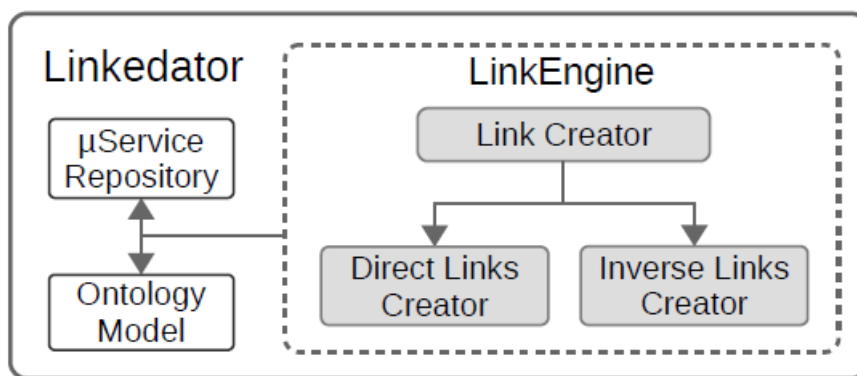 Linkedator
LinkEngine
µService
Repository
Ontology
Model
Link Creator
Direct Links
Creator
Inverse Links
Creator